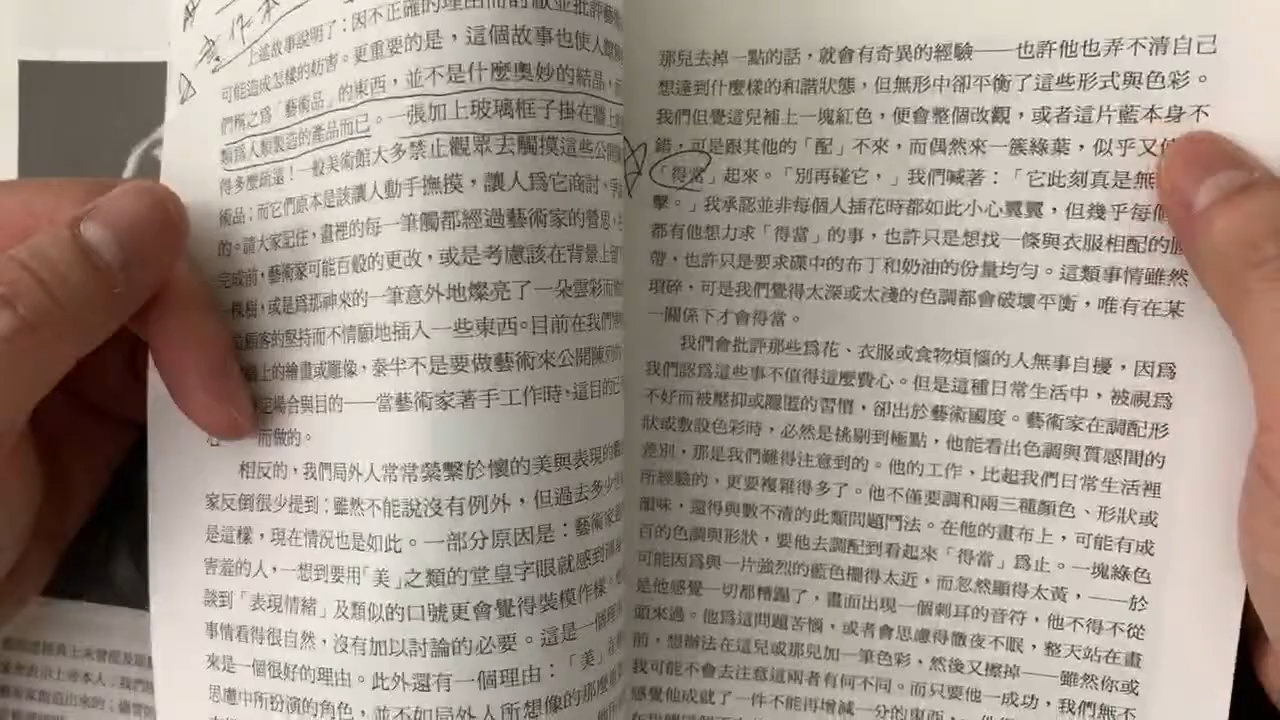 上述故事說明了：因不正確的理由而討厭並批評藝術
可能造成怎樣的妨害。更重要的是，這個故事也使人瞭
們稱之爲「藝術品」的東西，並不是什麼奧妙的結晶，
類爲人類製造的產品而已。一張加上玻璃框子掛在牆上
得多麼疏遠！一般美術館大多禁止觀眾去觸摸這些公開
術品；而它們原本是該讓人動手撫摸，讓人爲它商討、
的。請大家記住，畫裡的每一筆觸都經過藝術家的營思，
完成前，藝術家可能百般的更改，或是考慮該在背景上
一棵樹，或是爲那神來的一筆意外地燦亮了一朵雲彩而
顧客的堅持而不情願地插入一些東西。目前在我們
上的繪畫或雕像，泰半不是要做藝術來公開陳列
場合與目的——當藝術家著手工作時，這目的已
而做的。
相反的，我們局外人常常縈繫於懷的美與表現的
家反倒很少提到；雖然不能說沒有例外，但過去多少
是這樣，現在情況也是如此。一部分原因是：藝術家
害羞的人，一想到要用「美」之類的堂皇字眼就感到
談到「表現情緒」及類似的口號更會覺得裝模作樣。
事情看得很自然，沒有加以討論的必要。這是一個
來是一個很好的理由。此外還有一個理由：「美」在
思慮中所扮演的角色，並不如局外人所想像的那麼
那兒去掉一點的話，就會有奇異的經驗——也許他也弄不清自己
想達到什麼樣的和諧狀態，但無形中卻平衡了這些形式與色彩。
我們但覺這兒補上一塊紅色，便會整個改觀，或者這片藍本身不
錯，可是跟其他的「配」不來，而偶然來一簇綠葉，似乎又
「得當」起來。「別再碰它，」我們喊著：「它此刻真是無
擊。」我承認並非每個人插花時都如此小心翼翼，但幾乎每個
都有他想力求「得當」的事，也許只是想找一條與衣服相配的
帶，也許只是要求碟中的布丁和奶油的份量均勻。這類事情雖然
瑣碎，可是我們覺得太深或太淺的色調都會破壞平衡，唯有在某
一關係下才會得當。
我們會批評那些爲花、衣服或食物煩惱的人無事自擾，因爲
我們認爲這些事不值得這麼費心。但是這種日常生活中，被視爲
不好而被壓抑或隱匿的習慣，卻出於藝術國度。藝術家在調配形
狀或敷設色彩時，必然是挑剔到極點，他能看出色調與質感間的
差別，那是我們難得注意到的。他的工作，比起我們日常生活裡
所經驗的，更要複雜得多了。他不僅要調和兩三種顏色、形狀或
韻味，還得與數不清的此類問題鬥法。在他的畫布上，可能有成
百的色調與形狀，要他去調配到看起來「得當」爲止。一塊綠色
可能因爲與一片強烈的藍色擱得太近，而忽然顯得太黃，——於
是他感覺一切都糟蹋了，畫面出現一個刺耳的音符，他不得不從
頭來過。他爲這問題苦惱，或者會思慮得徹夜不眠，整天站在畫
前，想辦法在這兒或那兒加一筆色彩，然後又擦掉——雖然你或
我可能不會去注意這兩者有何不同。而只要他一成功，我們無不
感覺他成就了一件不能再增減一分的東西，